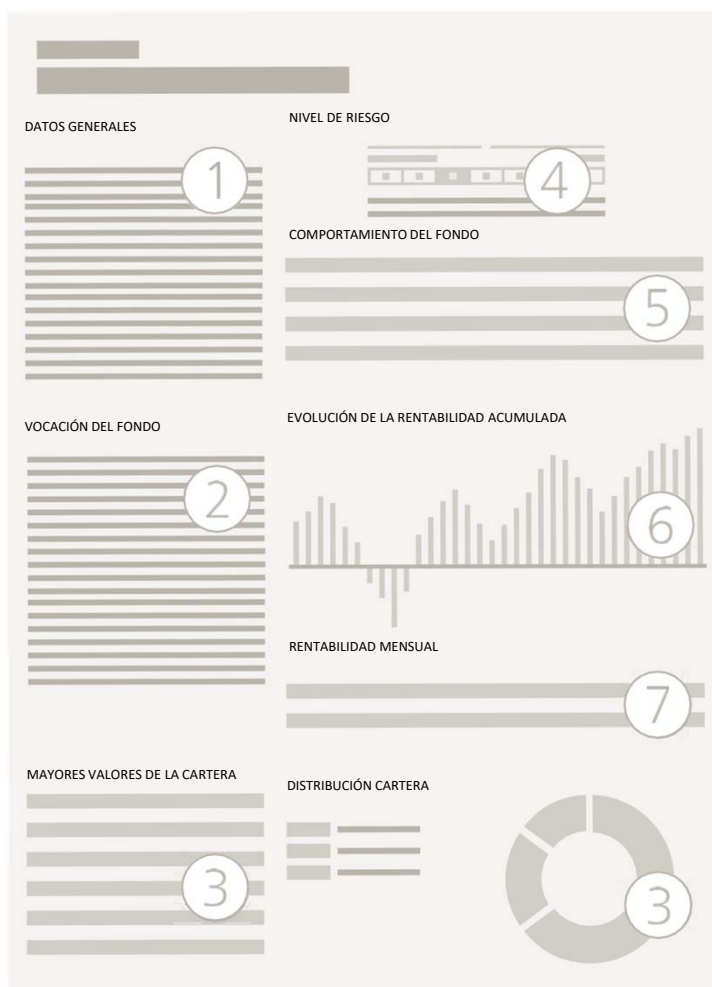 DATOS GENERALES
1
VOCACIÓN DEL FONDO
2
MAYORES VALORES DE LA CARTERA
3
NIVEL DE RIESGO
4
COMPORTAMIENTO DEL FONDO
5
EVOLUCIÓN DE LA RENTABILIDAD ACUMULADA
6
RENTABILIDAD MENSUAL
7
DISTRIBUCIÓN CARTERA
3